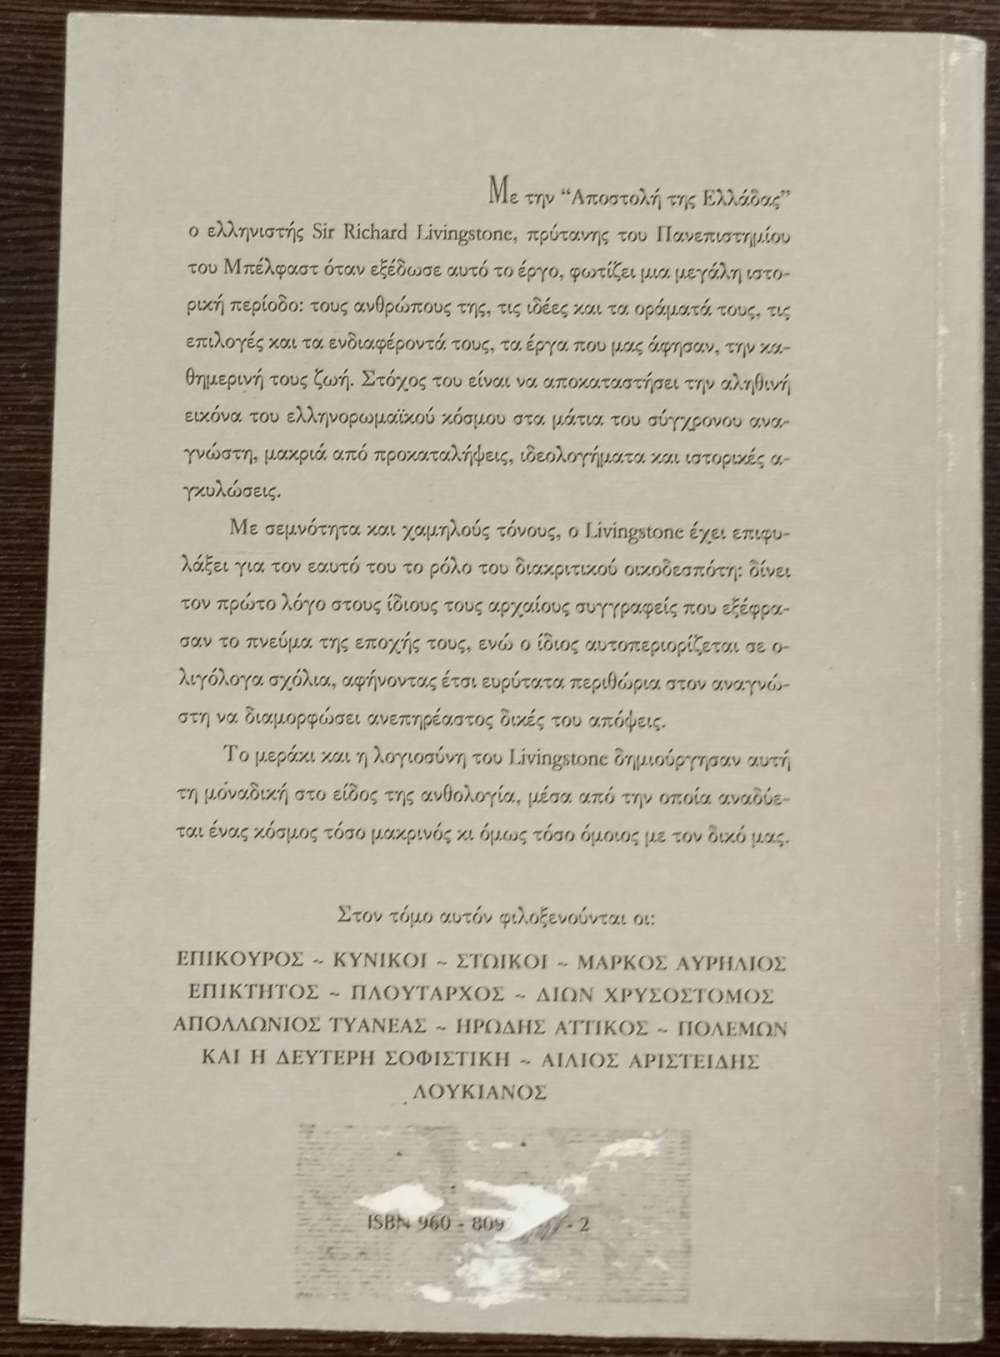 Με την “Αποστολή της Ελλάδας”
ο ελληνιστής Sir Richard Livingstone, πρύτανης του Πανεπιστημίου
του Μπέλφαστ όταν εξέδωσε αυτό το έργο, φωτίζει μια μεγάλη ιστο-
ρική περίοδο: τους ανθρώπους της, τις ιδέες και τα οράματά τους, τις
επιλογές και τα ενδιαφέροντά τους, τα έργα που μας άφησαν, την κα-
θημερινή τους ζωή. Στόχος του είναι να αποκαταστήσει την αληθινή
εικόνα του ελληνορωμαϊκού κόσμου στα μάτια του σύγχρονου ανα-
γνώστη, μακριά από προκαταλήψεις, ιδεολογήματα και ιστορικές α-
γκυλώσεις.
Με σεμνότητα και χαμηλούς τόνους, ο Livingstone έχει επιφυ-
λάξει για τον εαυτό του το ρόλο του διακριτικού οικοδεσπότη: δίνει
τον πρώτο λόγο στους ίδιους τους αρχαίους συγγραφείς που εξέφρα-
σαν το πνεύμα της εποχής τους, ενώ ο ίδιος αυτοπεριορίζεται σε ο-
λιγόλογα σχόλια, αφήνοντας έτσι ευρύτατα περιθώρια στον αναγνώ-
στη να διαμορφώσει ανεπηρέαστος δικές του απόψεις.
Το μεράκι και η λογιοσύνη του Livingstone δημιούργησαν αυτή
τη μοναδική στο είδος της ανθολογία, μέσα από την οποία αναδύε-
ται ένας κόσμος τόσο μακρινός κι όμως τόσο όμοιος με τον δικό μας.
Στον τόμο αυτόν φιλοξενούνται οι:
ΕΠΙΚΟΥΡΟΣ ~ ΚΥΝΙΚΟΙ ~ ΣΤΩΙΚΟΙ ~ ΜΑΡΚΟΣ ΑΥΡΗΛΙΟΣ
ΕΠΙΚΤΗΤΟΣ ~ ΠΛΟΥΤΑΡΧΟΣ ~ ΔΙΩΝ ΧΡΥΣΟΣΤΟΜΟΣ
ΑΠΟΛΛΩΝΙΟΣ ΤΥΑΝΕΑΣ ~ ΗΡΩΔΗΣ ΑΤΤΙΚΟΣ ~ ΠΟΛΕΜΩΝ
ΚΑΙ Η ΔΕΥΤΕΡΗ ΣΟΦΙΣΤΙΚΗ ~ ΑΙΛΙΟΣ ΑΡΙΣΤΕΙΔΗΣ
ΛΟΥΚΙΑΝΟΣ
ISBN 960 - 809 - 2